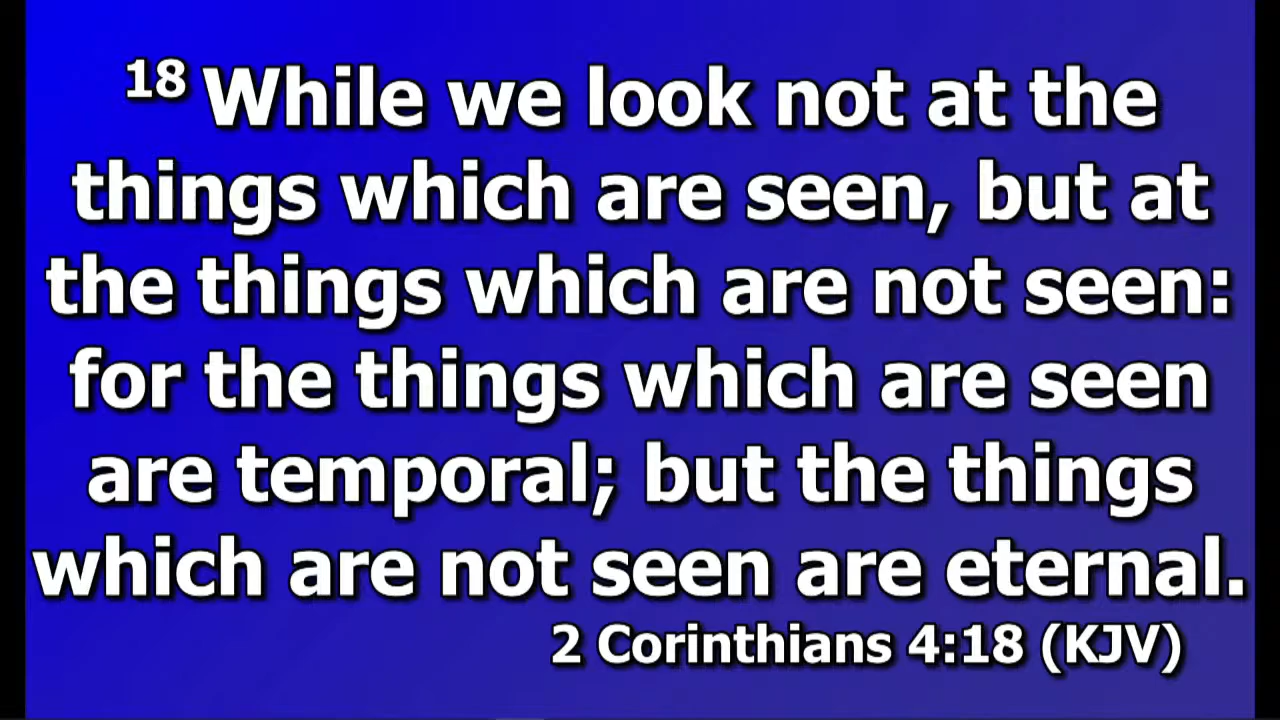 18 While we look not at the
things which are seen, but at
the things which are not seen:
for the things which are seen
are temporal; but the things
which are not seen are eternal.
2 Corinthians 4:18 (KJV)